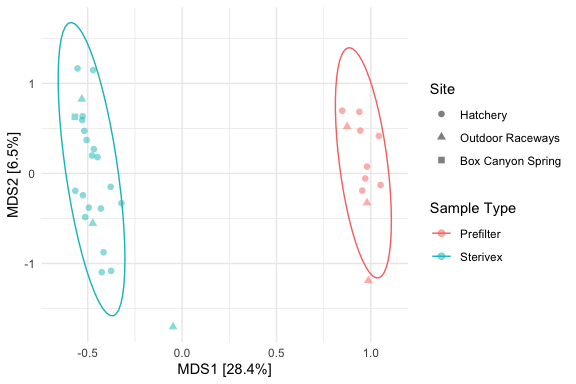 1
0
-1
MDS2 [6.5%]
-0.5
0.0
0.5
1.0
MDS1 [28.4%]
Site
Hatchery
Outdoor Raceways
Box Canyon Spring
Sample Type
Prefilter
Sterivex